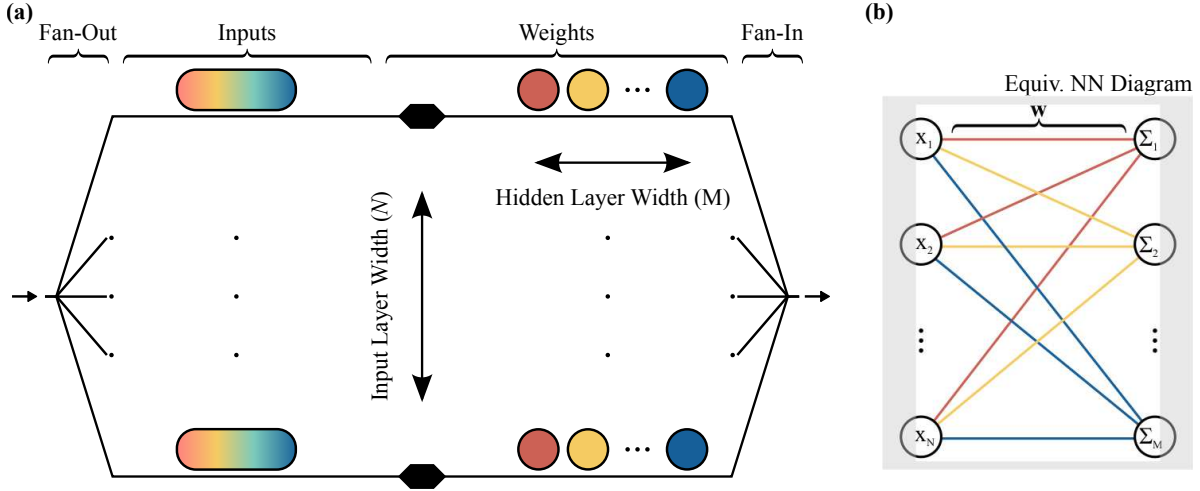 (a)
Fan-Out
Inputs
Weights
Fan-In
Hidden Layer Width (M)
Input Layer Width (N)
(b)
Equiv. NN Diagram
w
x1
Σ1
x2
Σ2
xN
ΣM